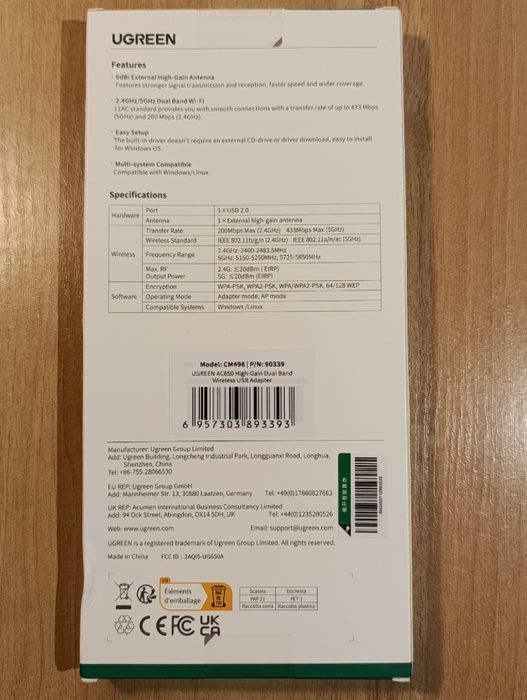 UGREEN
Features
· 6dBi External High-Gain Antenna
Features stronger signal transmission and reception, faster speed and wider coverage.
· 2.4GHz/5GHz Dual Band Wi-Fi
11AC standard provides you with smooth connections with a transfer rate of up to 433 Mbps
(5GHz) and 200 Mbps (2.4GHz).
· Easy Setup
The built-in driver doesn't require an external CD-drive or driver download, easy to install
for Windows OS.
· Multi-system Compatible
Compatible with Windows/Linux.
Specifications
Hardware Port 1×USB 2.0
Antenna 1×External high-gain antenna
Wireless Transfer Rate 200Mbps Max (2.4GHz) 433Mbps Max (5GHz)
Wireless Standard IEEE 802.11b/g/n (2.4GHz) IEEE 802.11a/n/ac (5GHz)
Frequency Range 2.4GHz: 2400-2483.5MHz
5GHz: 5150-5250MHz, 5725-5850MHz
Max. RF 2.4G: ≤20dBm (EIRP)
Output Power 5G: ≤20dBm (EIRP)
Software Encryption WPA-PSK, WPA2-PSK, WPA/WPA2-PSK, 64/128 WEP
Operating Mode Adapter mode, AP mode
Compatible Systems Windows /Linux
Model: CM496 | P/N: 90339
UGREEN AC650 High-Gain Dual Band
Wireless USB Adapter
6 957303 893393
Manufacturer: Ugreen Group Limited
Add: Ugreen Building, Longcheng Industrial Park, Longguanxi Road, Longhua,
Shenzhen, China
Tel: +86-755-28066530
EU REP: Ugreen Group GmbH
Add: Mannheimer Str. 13, 30880 Laatzen, Germany Tel: +49(0)17660827663
UK REP: Acumen International Business Consultancy Limited
Add: 94 Ock Street, Abingdon, OX14 5DH, UK Tel: +44(0)1235200526
Web: www.ugreen.com Email: support@ugreen.com
UGREEN is a registered trademark of Ugreen Group Limited. All rights reserved.
Made in China FCC ID : 2AQI5-UG650A
FR
Éléments
d'emballage
BAC
DE
TRI
Scatola Etichetta
PAP 21 PET 1
Raccolta carta Raccolta plastica
CE FC UK
CA